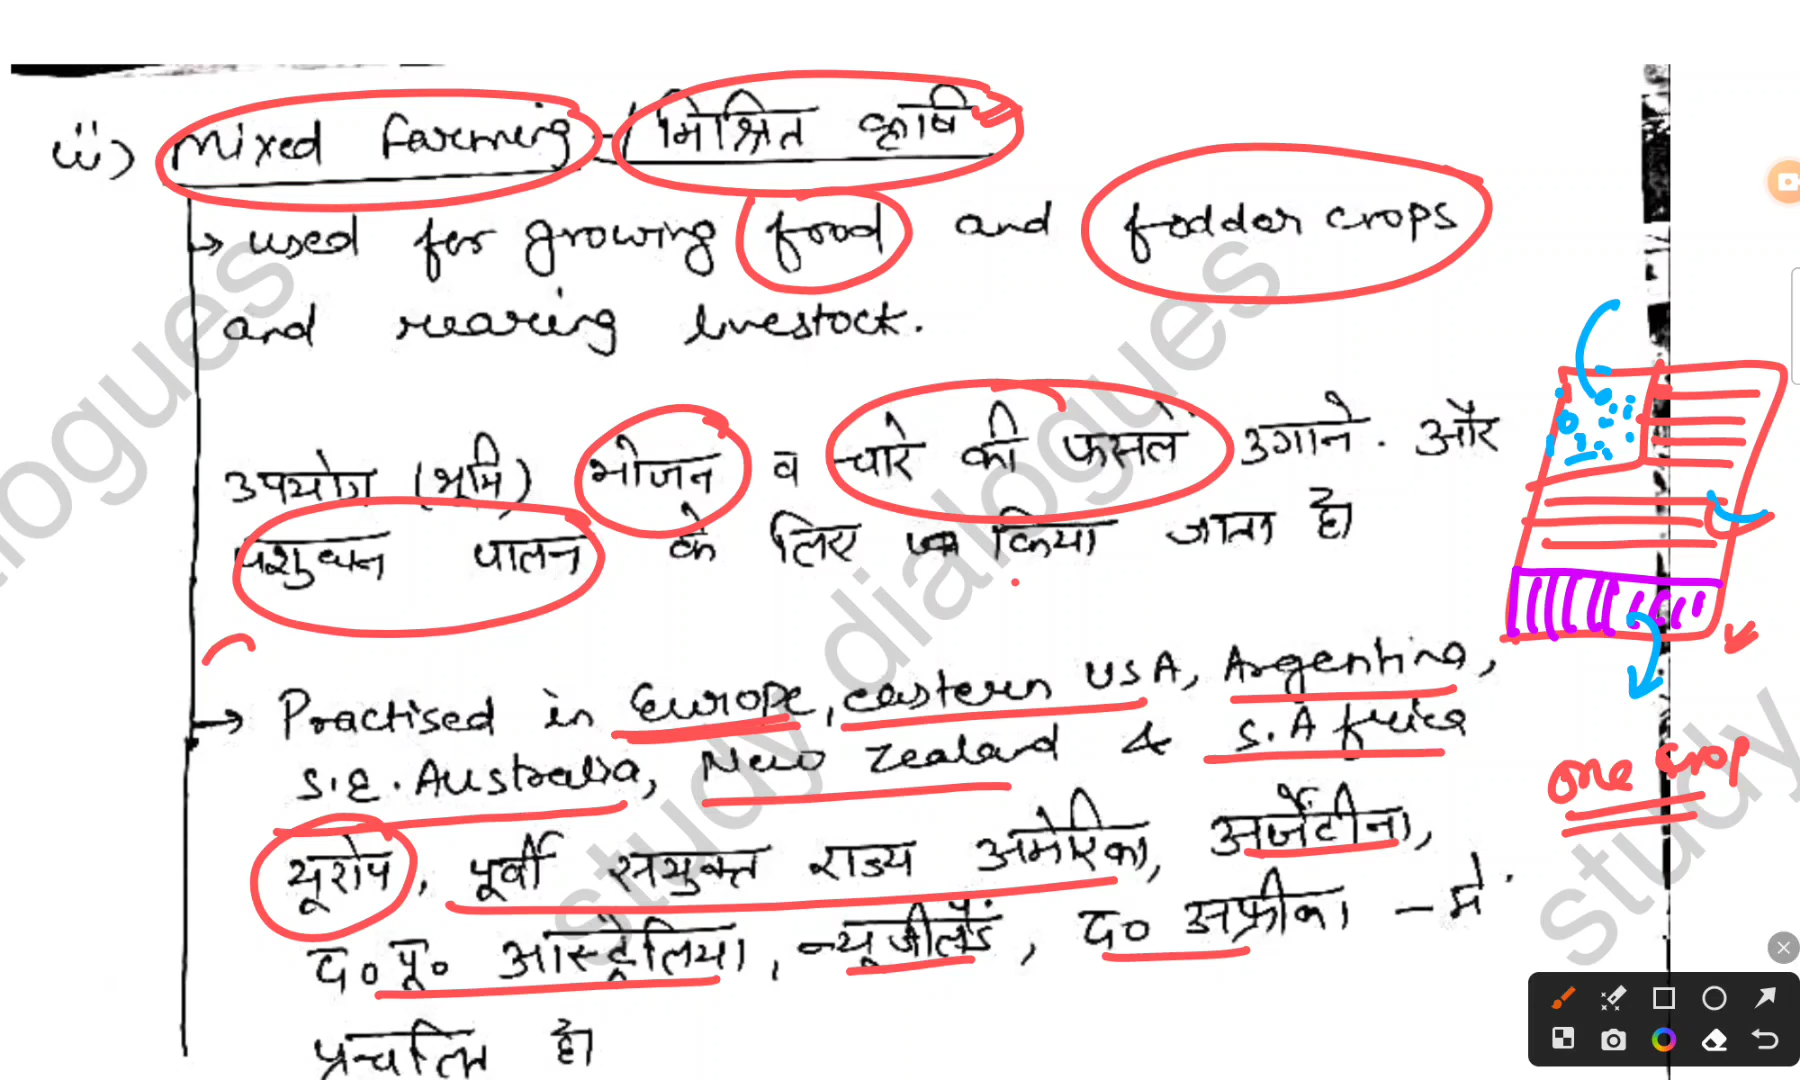 iii) Mixed Farming - मिश्रित कृषि
→ used for growing food and fodder crops
and rearing livestock.
उपयोग (भूमि) भोजन व चारे की फसलें उगाने और
पशुधन पालन के लिए किया जाता है।
→ Practised in Europe, eastern USA, Argentina,
S.E. Australia, New Zealand & S. Africa
यूरोप, पूर्वी सयुक्त राज्य अमेरिका, अर्जेंटीना,
द० पू० आस्ट्रेलिया, न्यूजीलैंड, द० अफ्रीका - में
प्रचलित है।
one crop
study dialogues